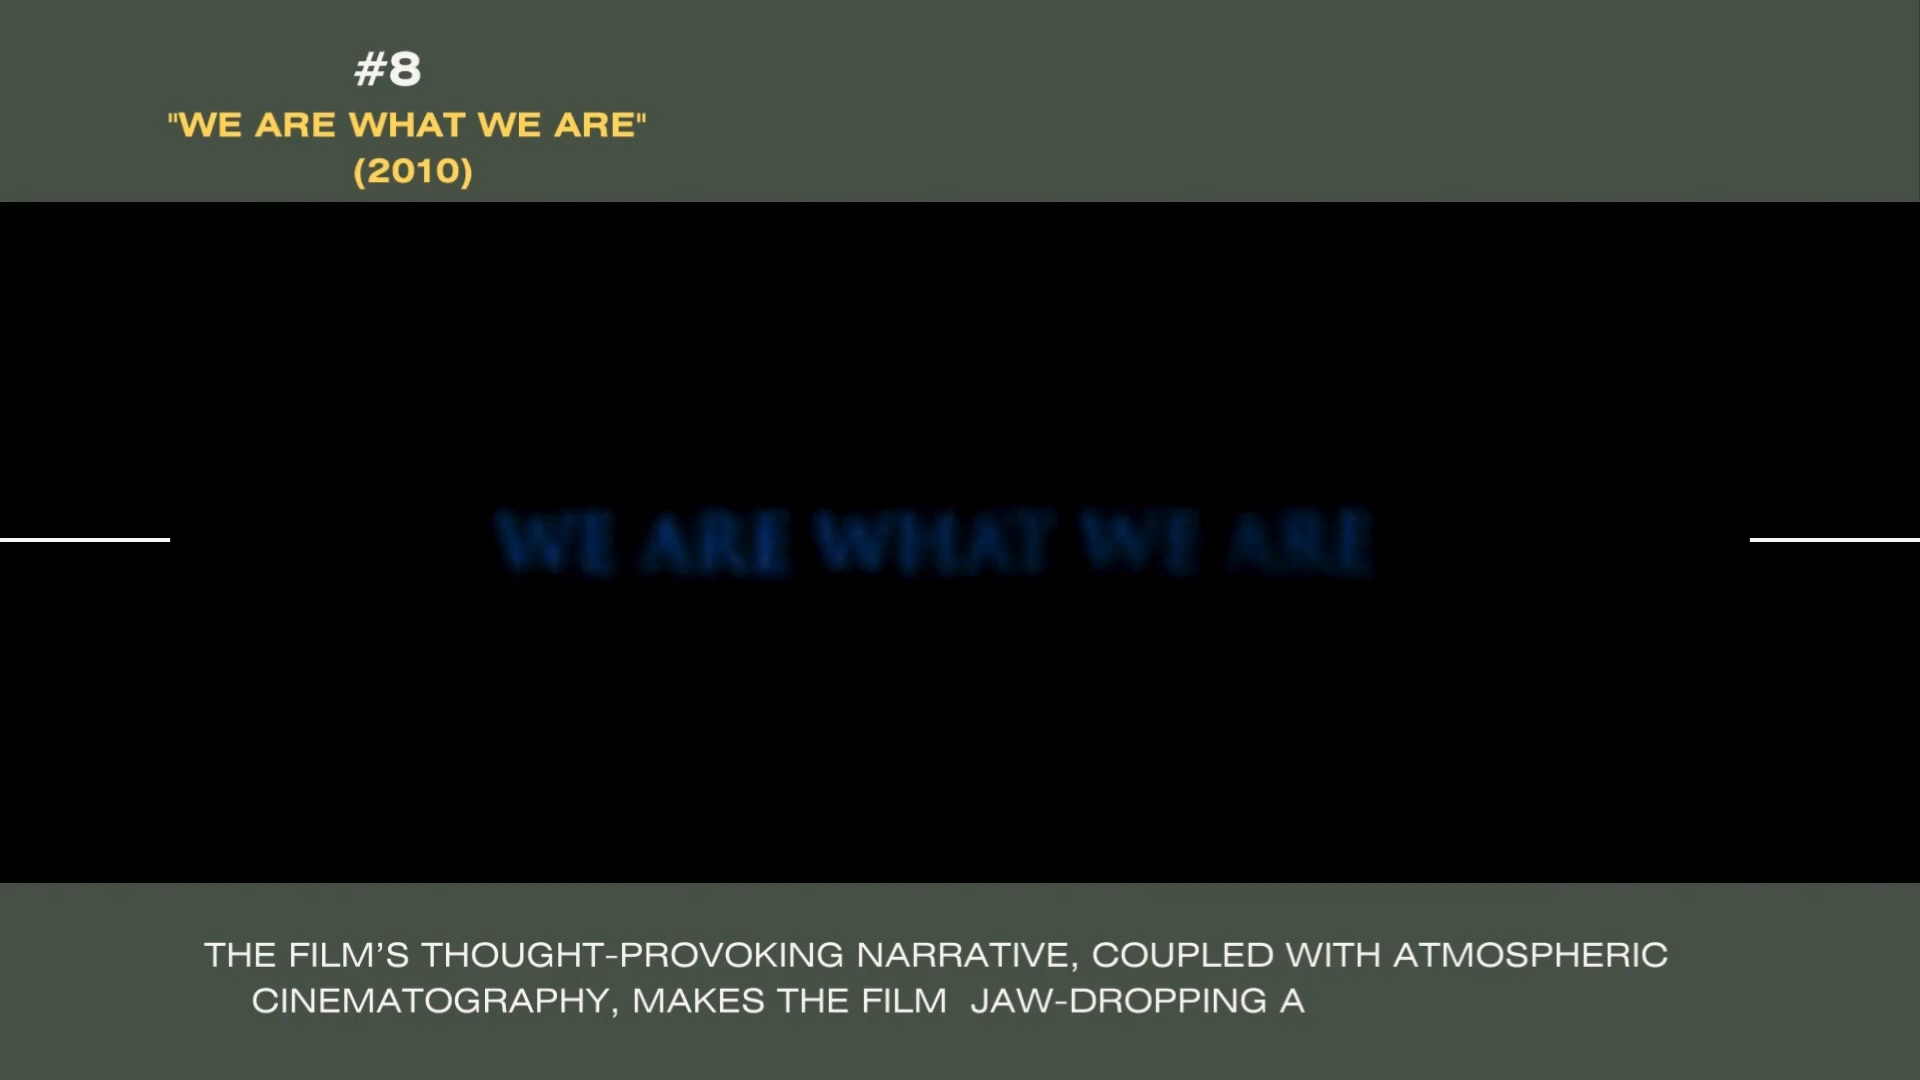 #8
"WE ARE WHAT WE ARE"
(2010)
WE ARE WHAT WE ARE
THE FILM’S THOUGHT-PROVOKING NARRATIVE, COUPLED WITH ATMOSPHERIC
CINEMATOGRAPHY, MAKES THE FILM JAW-DROPPING A